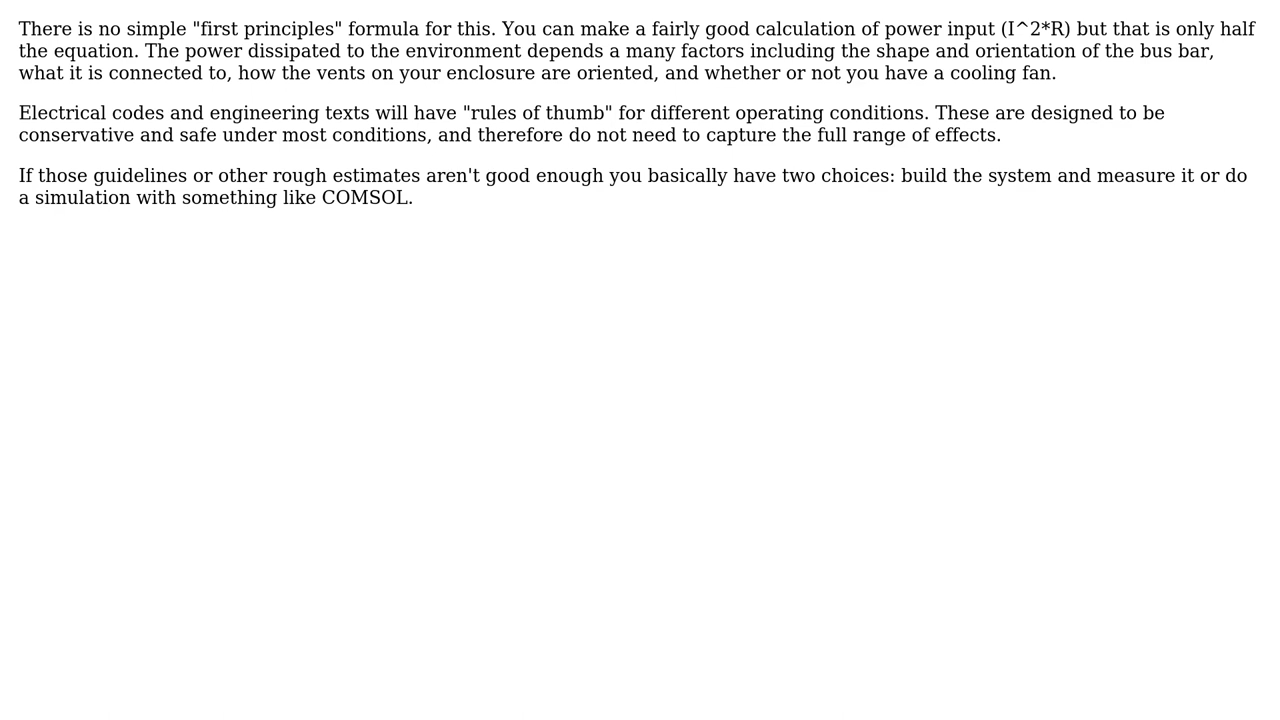 There is no simple "first principles" formula for this. You can make a fairly good calculation of power input (I^2*R) but that is only half
the equation. The power dissipated to the environment depends a many factors including the shape and orientation of the bus bar,
what it is connected to, how the vents on your enclosure are oriented, and whether or not you have a cooling fan.
Electrical codes and engineering texts will have "rules of thumb" for different operating conditions. These are designed to be
conservative and safe under most conditions, and therefore do not need to capture the full range of effects.
If those guidelines or other rough estimates aren't good enough you basically have two choices: build the system and measure it or do
a simulation with something like COMSOL.